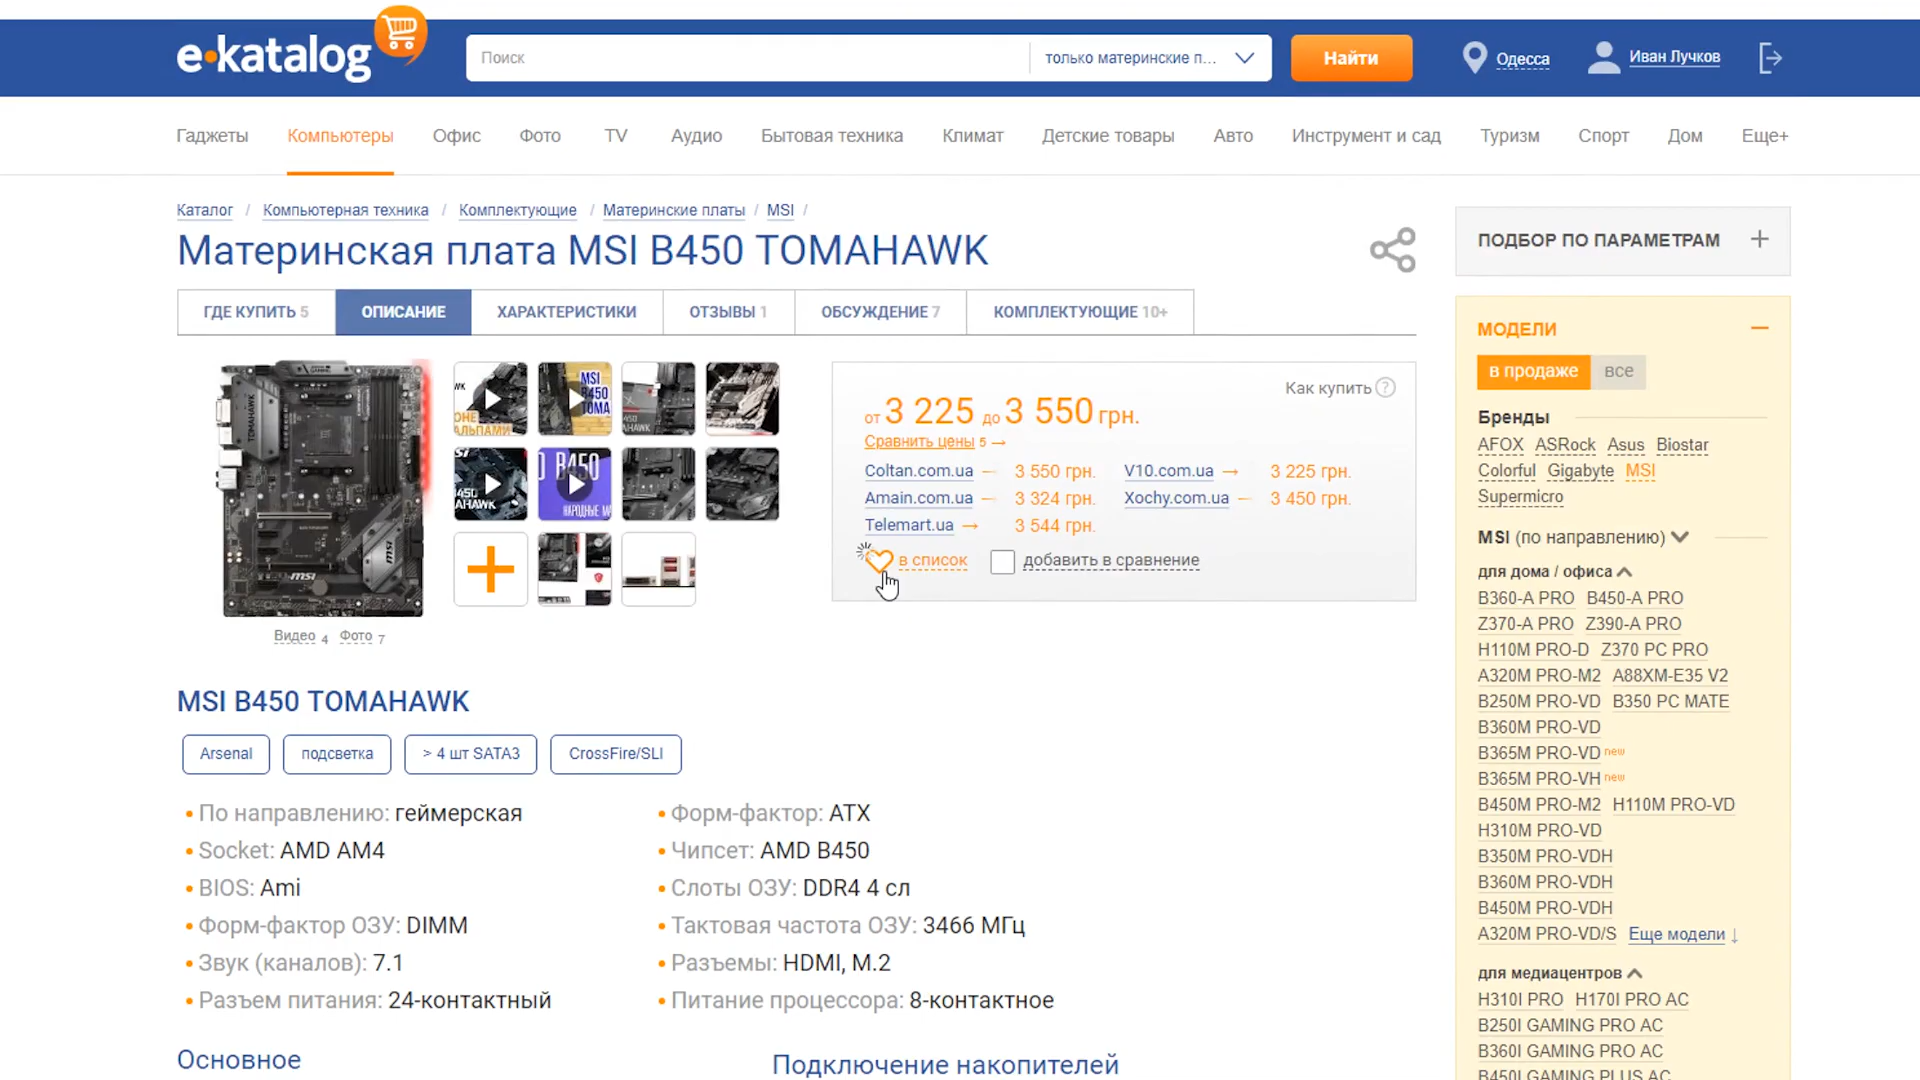 e·katalog
Поиск
только материнские п...
Найти
Одесса
Иван Лучков
Гаджеты Компьютеры Офис Фото TV Аудио Бытовая техника Климат Детские товары Авто Инструмент и сад Туризм Спорт Дом Еще+
Каталог / Компьютерная техника / Комплектующие / Материнские платы / MSI /
Материнская плата MSI B450 TOMAHAWK
ГДЕ КУПИТЬ 5 ОПИСАНИЕ ХАРАКТЕРИСТИКИ ОТЗЫВЫ 1 ОБСУЖДЕНИЕ 7 КОМПЛЕКТУЮЩИЕ 10+
Видео 4 Фото 7
Как купить ?
от 3 225 до 3 550 грн.
Сравнить цены 5 →
Coltan.com.ua → 3 550 грн. V10.com.ua → 3 225 грн.
Amain.com.ua → 3 324 грн. Xochy.com.ua → 3 450 грн.
Telemart.ua → 3 544 грн.
в список добавить в сравнение
MSI B450 TOMAHAWK
Arsenal подсветка > 4 шт SATA3 CrossFire/SLI
• По направлению: геймерская
• Socket: AMD AM4
• BIOS: Ami
• Форм-фактор ОЗУ: DIMM
• Звук (каналов): 7.1
• Разъем питания: 24-контактный
• Форм-фактор: ATX
• Чипсет: AMD B450
• Слоты ОЗУ: DDR4 4 сл
• Тактовая частота ОЗУ: 3466 МГц
• Разъемы: HDMI, M.2
• Питание процессора: 8-контактное
Основное
Подключение накопителей
ПОДБОР ПО ПАРАМЕТРАМ +
МОДЕЛИ
в продаже все
Бренды
AFOX ASRock Asus Biostar
Colorful Gigabyte MSI
Supermicro
MSI (по направлению)
для дома / офиса
B360-A PRO B450-A PRO
Z370-A PRO Z390-A PRO
H110M PRO-D Z370 PC PRO
A320M PRO-M2 A88XM-E35 V2
B250M PRO-VD B350 PC MATE
B360M PRO-VD
B365M PRO-VD new
B365M PRO-VH new
B450M PRO-M2 H110M PRO-VD
H310M PRO-VD
B350M PRO-VDH
B360M PRO-VDH
B450M PRO-VDH
A320M PRO-VD/S Еще модели ↓
для медиацентров
H310I PRO H170I PRO AC
B250I GAMING PRO AC
B360I GAMING PRO AC
B450I GAMING PLUS AC